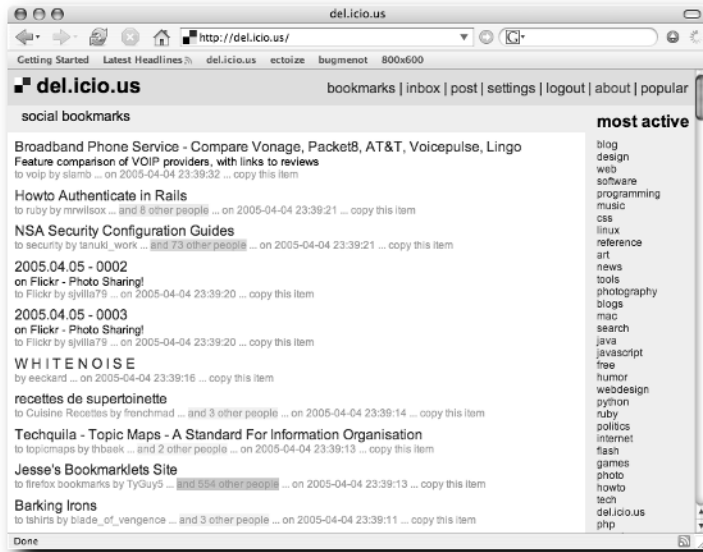 del.icio.us
http://del.icio.us/
G
Getting Started Latest Headlines del.icio.us ectoize bugmenot 800x600
del.icio.us
bookmarks | inbox | post | settings | logout | about | popular
social bookmarks
Broadband Phone Service - Compare Vonage, Packet8, AT&T, Voicepulse, Lingo
Feature comparison of VOIP providers, with links to reviews
to voip by slamb ... on 2005-04-04 23:39:32 ... copy this item
Howto Authenticate in Rails
to ruby by mrwilsox ... and 8 other people ... on 2005-04-04 23:39:21 ... copy this item
NSA Security Configuration Guides
to security by tanuki_work ... and 73 other people ... on 2005-04-04 23:39:21 ... copy this item
2005.04.05 - 0002
on Flickr - Photo Sharing!
to Flickr by sjvilla79 ... on 2005-04-04 23:39:20 ... copy this item
2005.04.05 - 0003
on Flickr - Photo Sharing!
to Flickr by sjvilla79 ... on 2005-04-04 23:39:20 ... copy this item
W H I T E N O I S E
by eeckard ... on 2005-04-04 23:39:16 ... copy this item
recettes de supertoinette
to Cuisine Recettes by frenchmad ... and 3 other people ... on 2005-04-04 23:39:14 ... copy this item
Techquila - Topic Maps - A Standard For Information Organisation
to topicmaps by thbaek ... and 2 other people ... on 2005-04-04 23:39:13 ... copy this item
Jesse's Bookmarklets Site
to firefox bookmarks by TyGuy5 ... and 554 other people ... on 2005-04-04 23:39:13 ... copy this item
Barking Irons
to tshirts by blade_of_vengence ... and 3 other people ... on 2005-04-04 23:39:11 ... copy this item
most active
blog
design
web
software
programming
music
css
linux
reference
art
news
tools
photography
blogs
mac
search
java
javascript
free
humor
webdesign
python
ruby
politics
internet
flash
games
photo
howto
tech
del.icio.us
php
Done